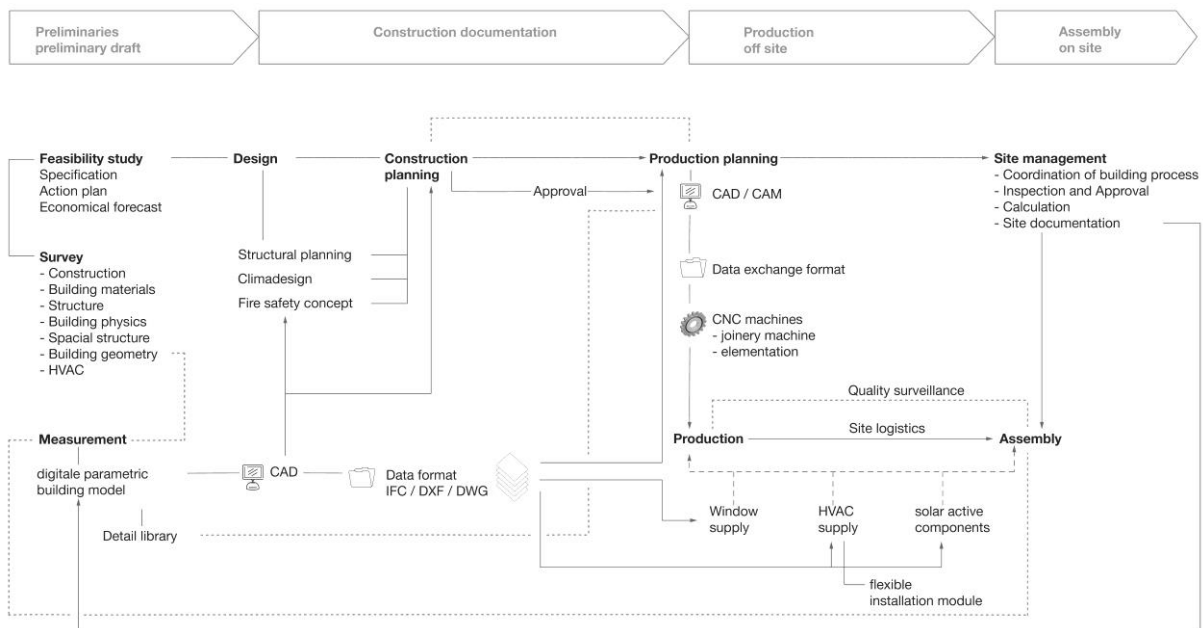 Preliminaries
preliminary draft
Construction documentation
Production
off site
Assembly
on site
Feasibility study
Specification
Action plan
Economical forecast
Design
Construction
planning
Approval
Production planning
CAD / CAM
Site management
- Coordination of building process
- Inspection and Approval
- Calculation
- Site documentation
Survey
- Construction
- Building materials
- Structure
- Building physics
- Spacial structure
- Building geometry
- HVAC
Structural planning
Climadesign
Fire safety concept
Data exchange format
CNC machines
- joinery machine
- elementation
Quality surveillance
Measurement
digitale parametric
building model
Detail library
CAD
Data format
IFC / DXF / DWG
Production
Site logistics
Assembly
Window
supply
HVAC
supply
solar active
components
flexible
installation module